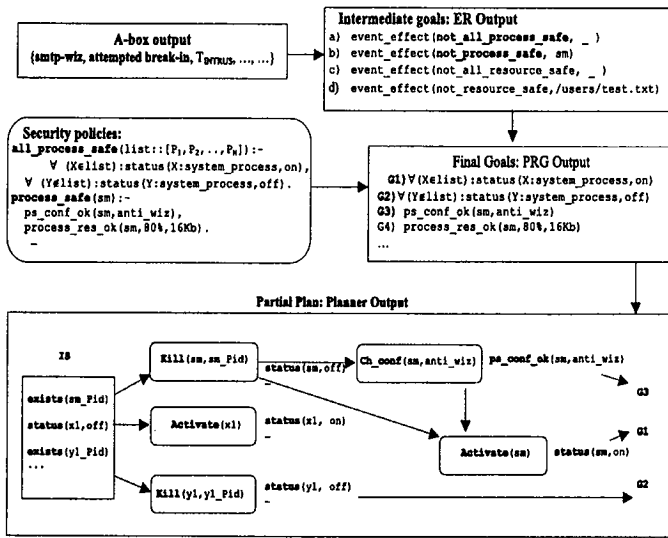 A-box output
{smtp-wiz, attempted break-in, T_INTRUS, ..., ...}
Intermediate goals: ER Output
a) event_effect(not_all_process_safe, _ )
b) event_effect(not_process_safe, sm)
c) event_effect(not_all_resource_safe, _ )
d) event_effect(not_resource_safe,/users/test.txt)
Security policies:
all_process_safe(list::[P1,P2,..,PN]):-
∀ (X∈list):status(X:system_process,on),
∀ (Y∉list):status(Y:system_process,off).
process_safe(sm):-
ps_conf_ok(sm,anti_wiz),
process_res_ok(sm,80%,16Kb).
_
Final Goals: PRG Output
G1)∀(X∈list):status(X:system_process,on)
G2)∀(Y∉list):status(Y:system_process,off)
G3) ps_conf_ok(sm,anti_wiz)
G4) process_res_ok(sm,80%,16Kb)
...
Partial Plan: Planner Output
IS
exists(sm_Pid)
status(x1,off)
exists(y1_Pid)
...
Kill(sm,sm_Pid)
status(sm,off)
_
Ch_conf(sm,anti_wiz)
ps_conf_ok(sm,anti_wiz)
G3
Activate(x1)
status(x1, on)
_
Activate(sm)
status(sm,on)
G1
Kill(y1,y1_Pid)
status(y1, off)
_
G2